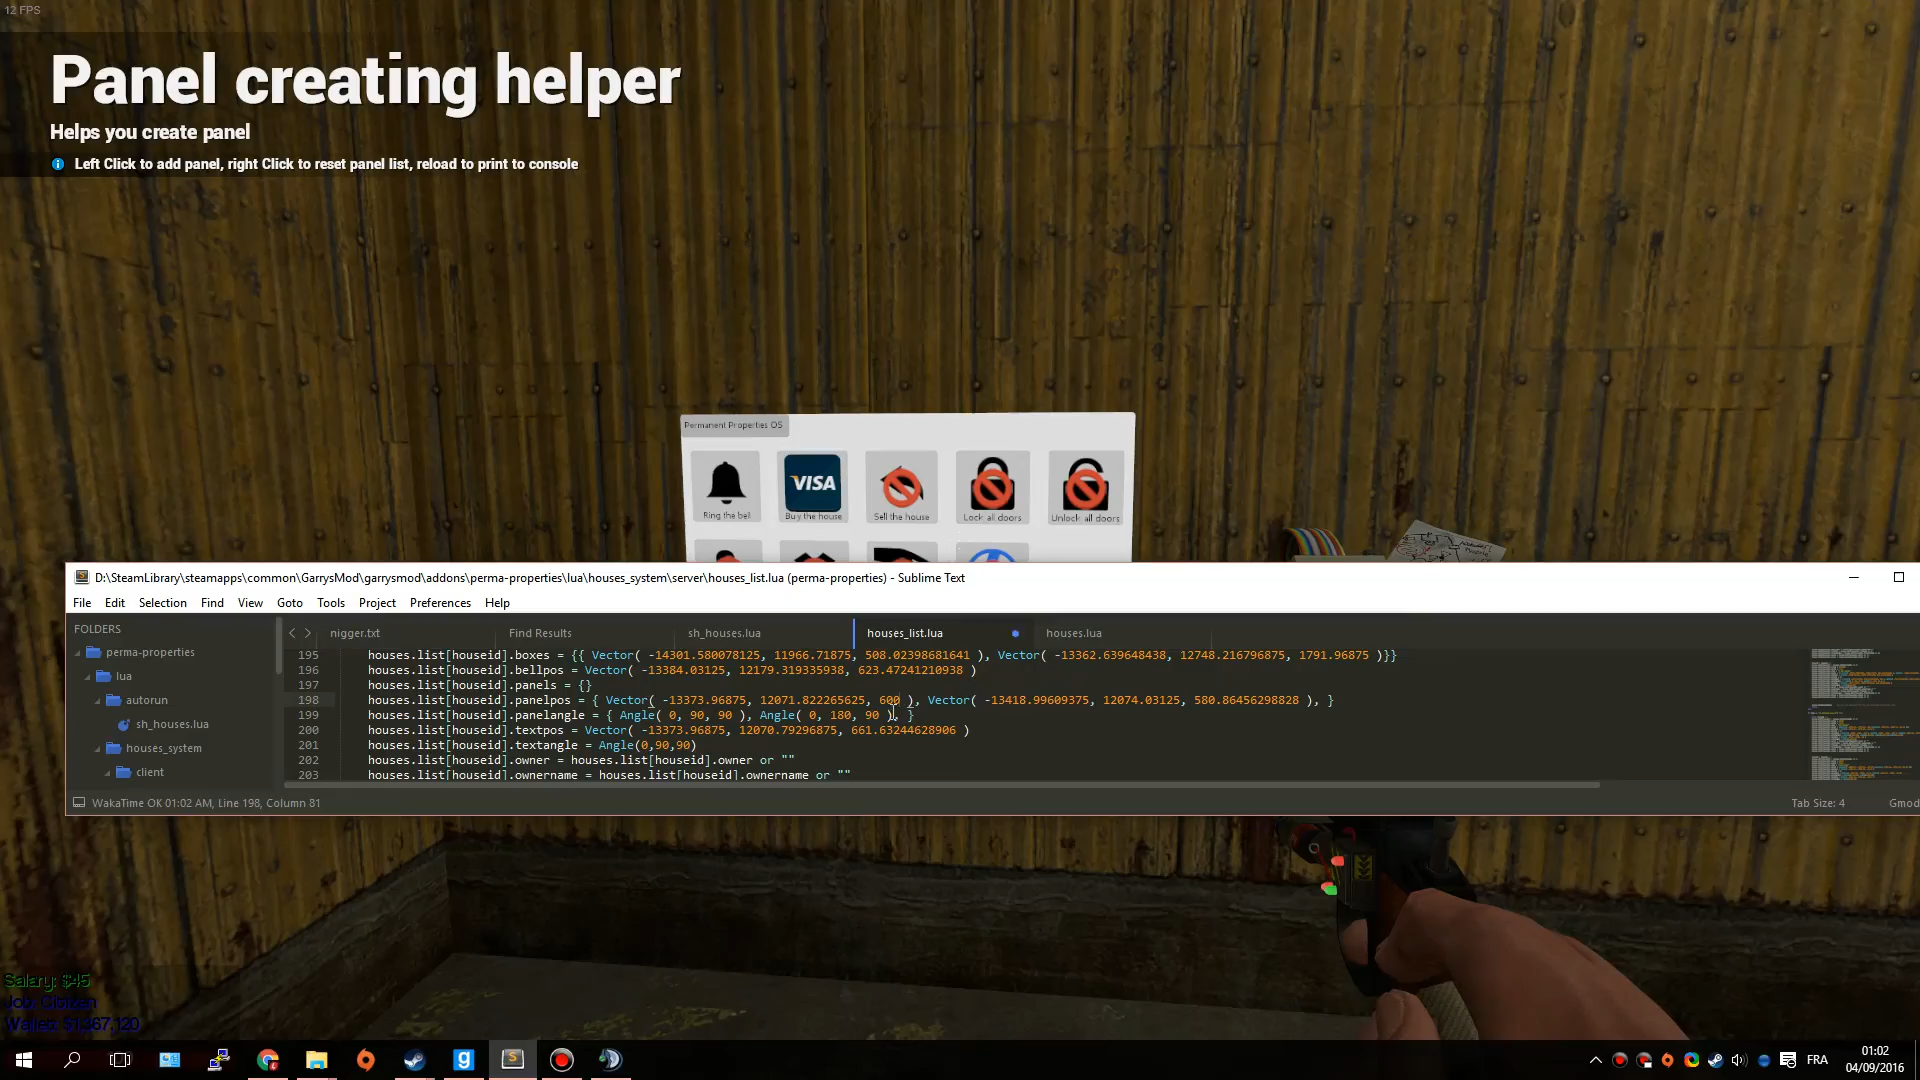 12 FPS
Panel creating helper
Helps you create panel
Left Click to add panel, right Click to reset panel list, reload to print to console
Permanent Properties OS
VISA
Ring the bell
Buy the house
Sell the house
Lock all doors
Unlock all doors
D:\SteamLibrary\steamapps\common\GarrysMod\garrysmod\addons\perma-properties\lua\houses_system\server\houses_list.lua (perma-properties) - Sublime Text
File Edit Selection Find View Goto Tools Project Preferences Help
FOLDERS
perma-properties
lua
autorun
sh_houses.lua
houses_system
client
nigger.txt Find Results sh_houses.lua houses_list.lua houses.lua
195 houses.list[houseid].boxes = {{ Vector( -14301.580078125, 11966.71875, 508.02398681641 ), Vector( -13362.639648438, 12748.216796875, 1791.96875 )}}
196 houses.list[houseid].bellpos = Vector( -13384.03125, 12179.319335938, 623.47241210938 )
197 houses.list[houseid].panels = {}
198 houses.list[houseid].panelpos = { Vector( -13373.96875, 12071.822265625, 600 ), Vector( -13418.99609375, 12074.03125, 580.86456298828 ), }
199 houses.list[houseid].panelangle = { Angle( 0, 90, 90 ), Angle( 0, 180, 90 ), }
200 houses.list[houseid].textpos = Vector( -13373.96875, 12070.79296875, 661.63244628906 )
201 houses.list[houseid].textangle = Angle(0,90,90)
202 houses.list[houseid].owner = houses.list[houseid].owner or ""
203 houses.list[houseid].ownername = houses.list[houseid].ownername or ""
WakaTime OK 01:02 AM, Line 198, Column 81
Tab Size: 4
Gmod
Salary: $45
Job: Citizen
Wallet: $1,367,120
FRA
01:02
04/09/2016